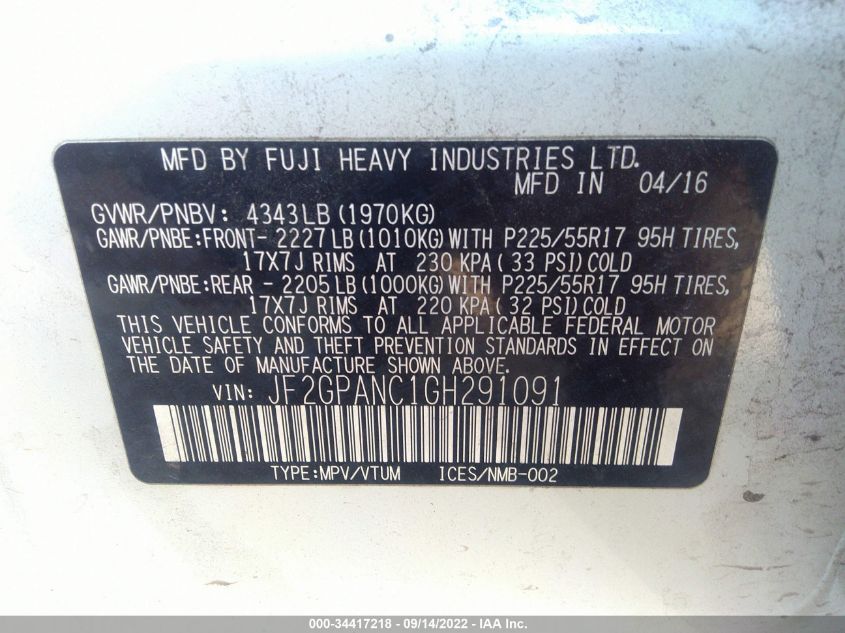 MFD BY FUJI HEAVY INDUSTRIES LTD.
MFD IN 04/16
GVWR/PNBV: 4343LB (1970KG)
GAWR/PNBE:FRONT- 2227LB (1010KG) WITH P225/55R17 95H TIRES,
17X7J RIMS AT 230 KPA (33 PSI) COLD
GAWR/PNBE:REAR - 2205LB (1000KG) WITH P225/55R17 95H TIRES,
17X7J RIMS AT 220 KPA (32 PSI) COLD
THIS VEHICLE CONFORMS TO ALL APPLICABLE FEDERAL MOTOR
VEHICLE SAFETY AND THEFT PREVENTION STANDARDS IN EFFECT ON
THE DATE OF MANUFACTURE SHOWN ABOVE.
VIN: JF2GPANC1GH291091
TYPE:MPV/VTUM ICES/NMB-002
000-34417218 - 09/14/2022 - IAA Inc.